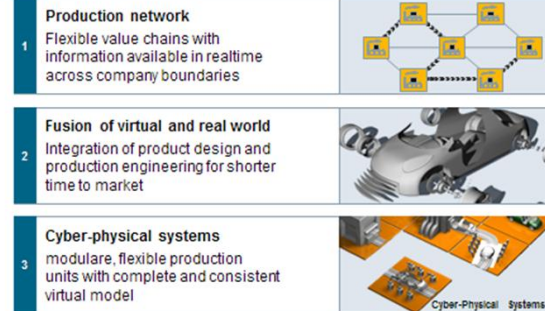 1
Production network
Flexible value chains with
information available in realtime
across company boundaries
2
Fusion of virtual and real world
Integration of product design and
production engineering for shorter
time to market
3
Cyber-physical systems
modulare, flexible production
units with complete and consistent
virtual model
Cyber-Physical Systems